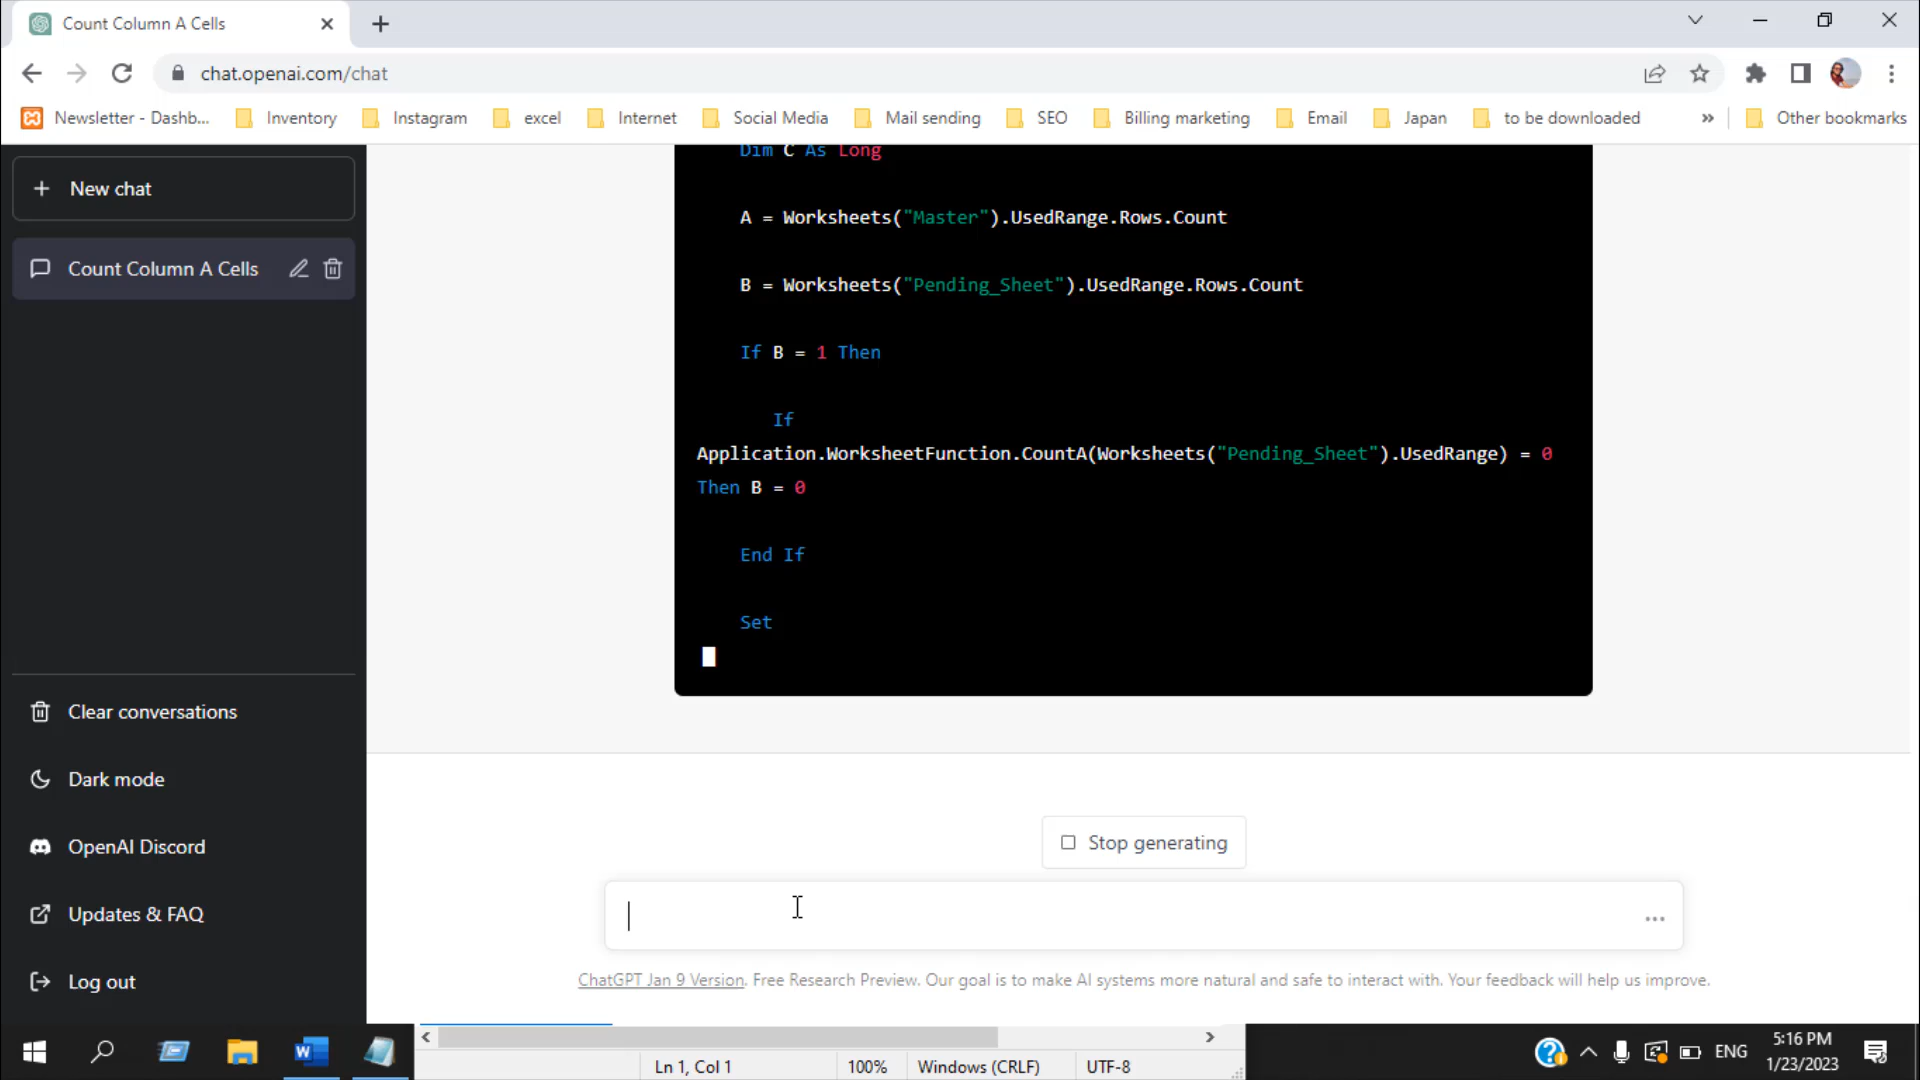 Count Column A Cells
chat.openai.com/chat
Newsletter - Dashb... Inventory Instagram excel Internet Social Media Mail sending SEO Billing marketing Email Japan to be downloaded » Other bookmarks
New chat
Count Column A Cells
Clear conversations
Dark mode
OpenAI Discord
Updates & FAQ
Log out
Dim C As Long
A = Worksheets("Master").UsedRange.Rows.Count
B = Worksheets("Pending_Sheet").UsedRange.Rows.Count
If B = 1 Then
If
Application.WorksheetFunction.CountA(Worksheets("Pending_Sheet").UsedRange) = 0
Then B = 0
End If
Set
Stop generating
ChatGPT Jan 9 Version. Free Research Preview. Our goal is to make AI systems more natural and safe to interact with. Your feedback will help us improve.
Ln 1, Col 1 100% Windows (CRLF) UTF-8
ENG
5:16 PM
1/23/2023